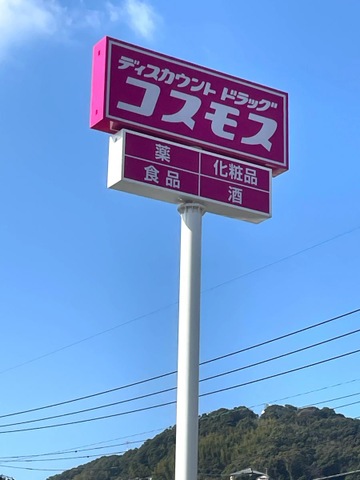 ディスカウント ドラッグ
コスモス
薬 化粧品
食品 酒